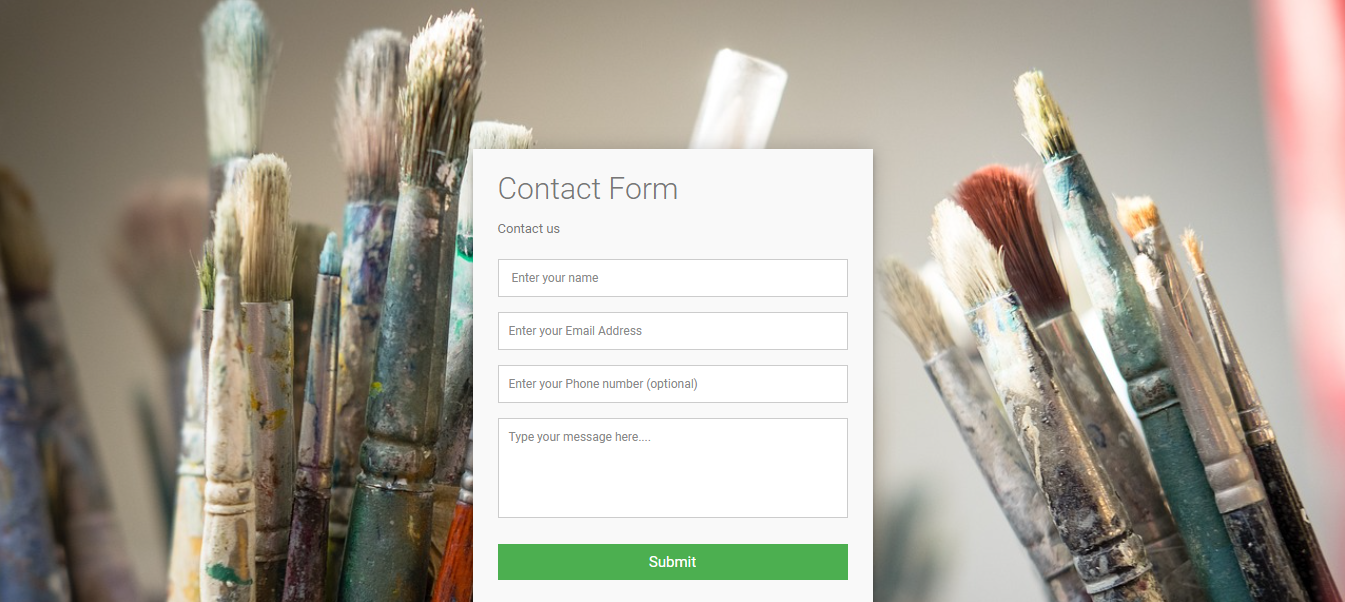 Contact Form
Contact us
Enter your name
Enter your Email Address
Enter your Phone number (optional)
Type your message here....
Submit